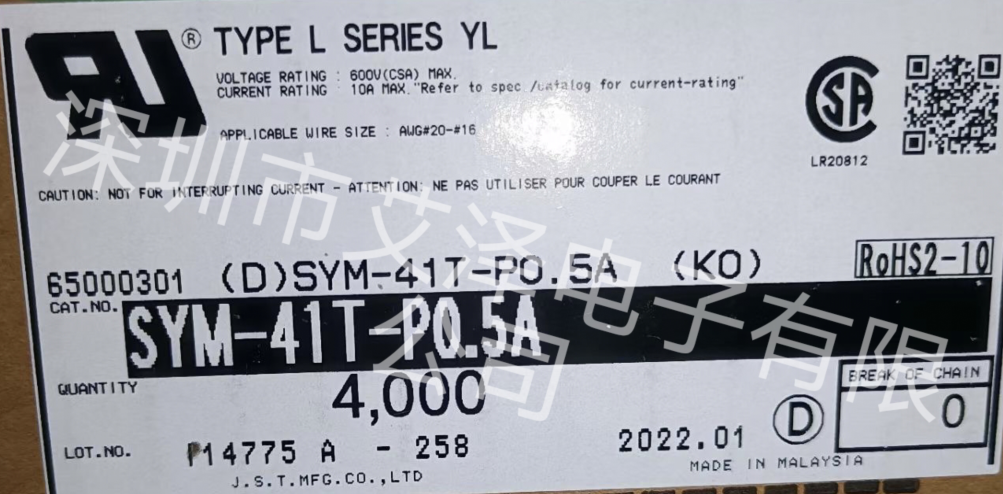 ® TYPE L SERIES YL
VOLTAGE RATING : 600V(CSA) MAX.
CURRENT RATING : 10A MAX. "Refer to spec /catalog for current-rating"
APPLICABLE WIRE SIZE : AWG#20-#16
SA
LR20812
CAUTION: NOT FOR INTERRUPTING CURRENT - ATTENTION: NE PAS UTILISER POUR COUPER LE COURANT
65000301 (D)SYM-41T-P0.5A (KO) RoHS2-10
CAT.NO. SYM-41T-P0.5A
QUANTITY 4,000
BREAK OF CHAIN
D 0
LOT.NO. P14775 A - 258 2022.01
J.S.T.MFG.CO.,LTD MADE IN MALAYSIA
深圳市艾泽电子有限
公司